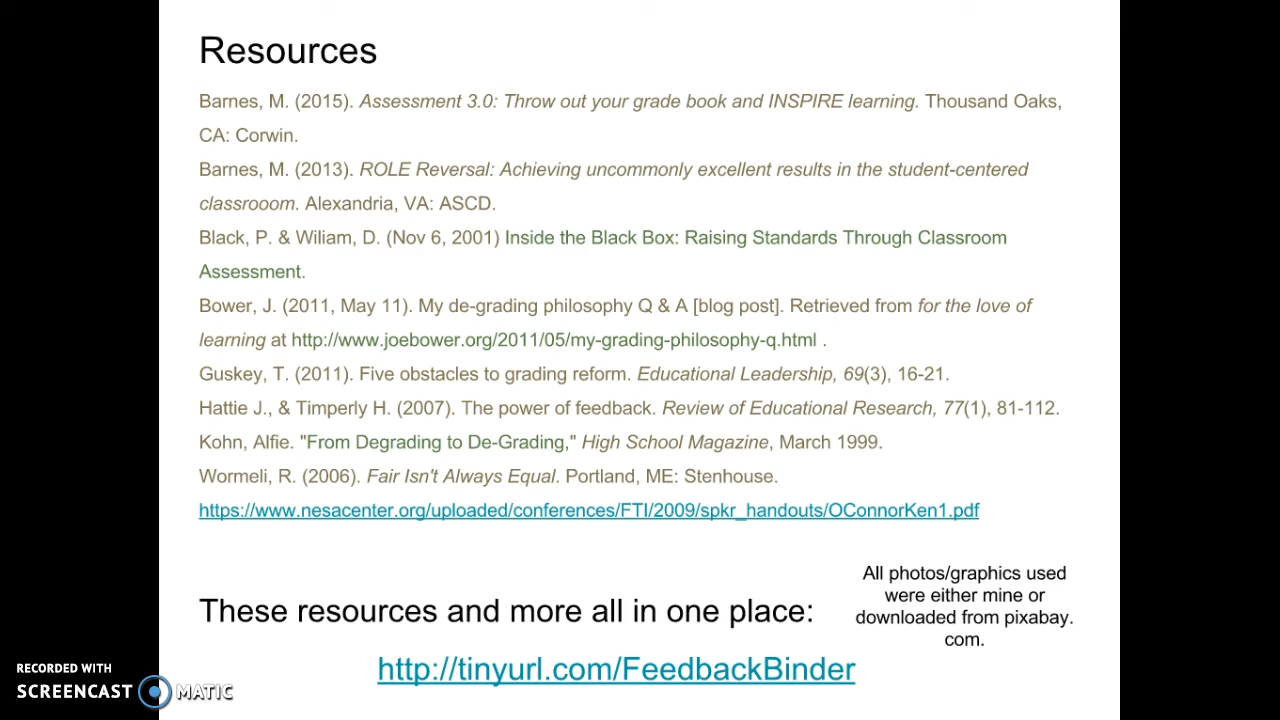 Resources
Barnes, M. (2015). Assessment 3.0: Throw out your grade book and INSPIRE learning. Thousand Oaks,
CA: Corwin.
Barnes, M. (2013). ROLE Reversal: Achieving uncommonly excellent results in the student-centered
classrooom. Alexandria, VA: ASCD.
Black, P. & Wiliam, D. (Nov 6, 2001) Inside the Black Box: Raising Standards Through Classroom
Assessment.
Bower, J. (2011, May 11). My de-grading philosophy Q & A [blog post]. Retrieved from for the love of
learning at http://www.joebower.org/2011/05/my-grading-philosophy-q.html .
Guskey, T. (2011). Five obstacles to grading reform. Educational Leadership, 69(3), 16-21.
Hattie J., & Timperly H. (2007). The power of feedback. Review of Educational Research, 77(1), 81-112.
Kohn, Alfie. "From Degrading to De-Grading," High School Magazine, March 1999.
Wormeli, R. (2006). Fair Isn't Always Equal. Portland, ME: Stenhouse.
https://www.nesacenter.org/uploaded/conferences/FTI/2009/spkr_handouts/OConnorKen1.pdf
All photos/graphics used
were either mine or
downloaded from pixabay.
com.
These resources and more all in one place:
http://tinyurl.com/FeedbackBinder
RECORDED WITH
SCREENCAST MATIC